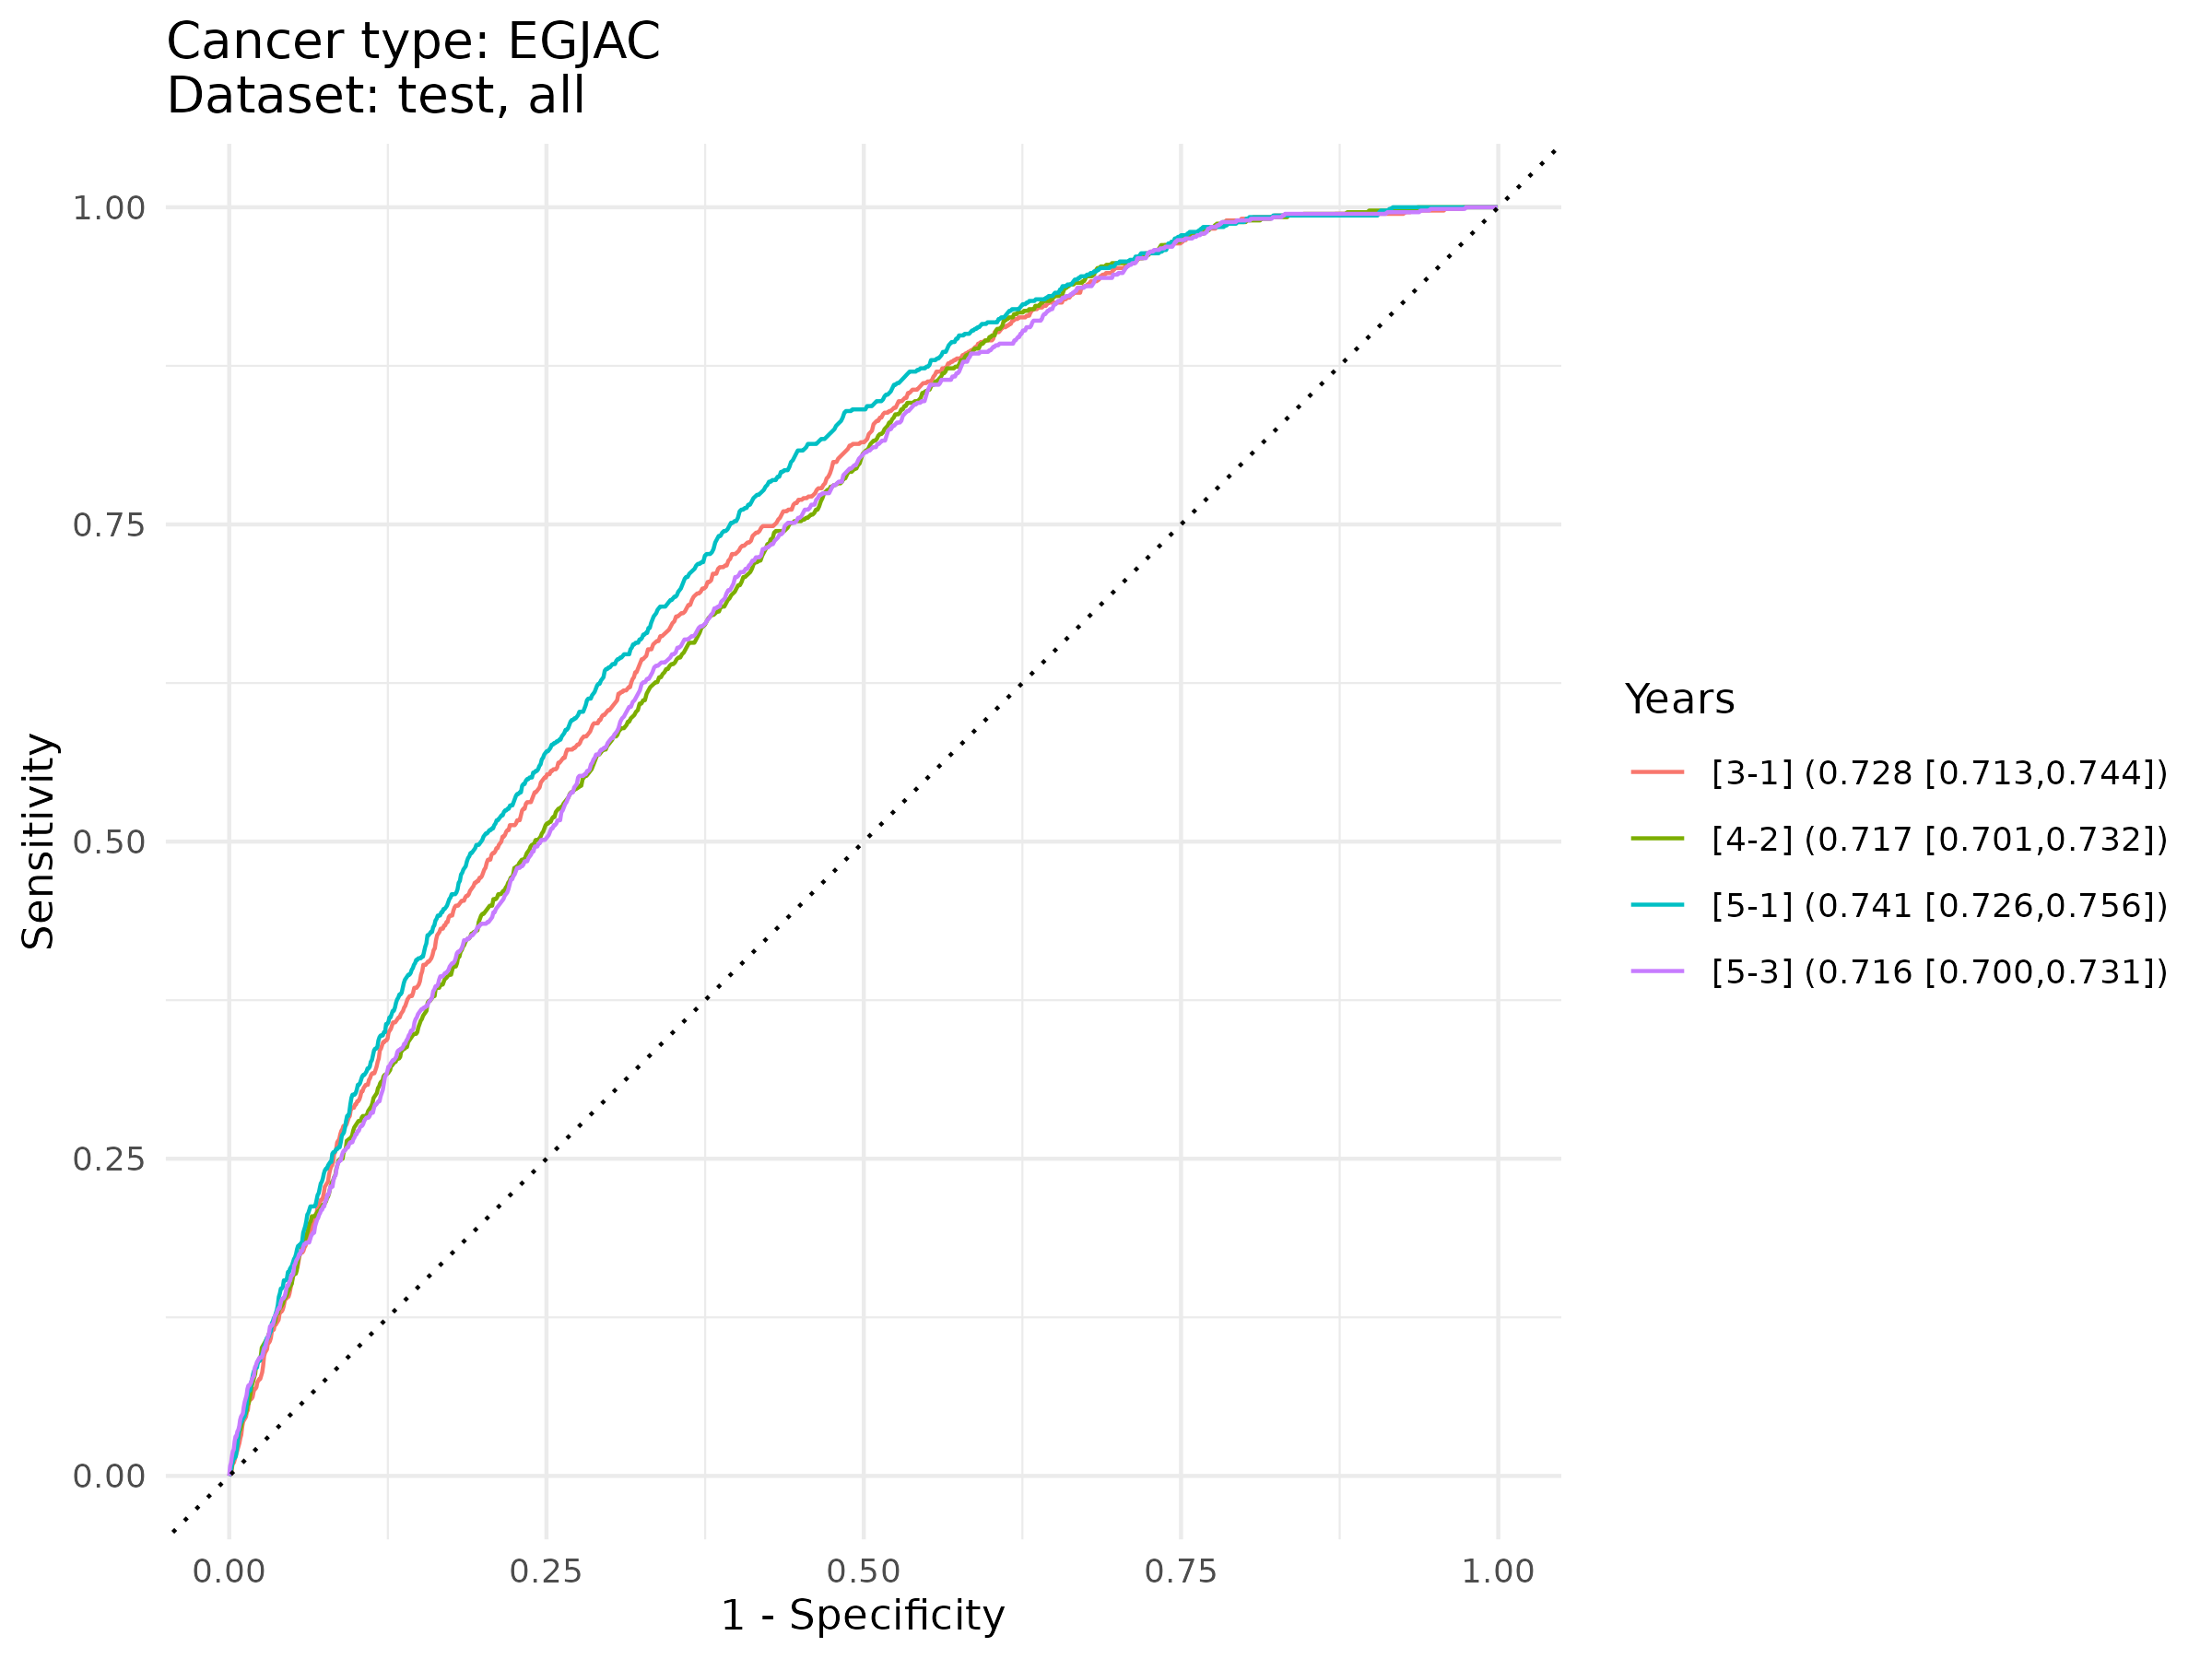 Cancer type: EGJAC
Dataset: test, all
1.00
0.75
0.50
0.25
0.00
Sensitivity
0.00 0.25 0.50 0.75 1.00
1 - Specificity
Years
[3-1] (0.728 [0.713,0.744])
[4-2] (0.717 [0.701,0.732])
[5-1] (0.741 [0.726,0.756])
[5-3] (0.716 [0.700,0.731])